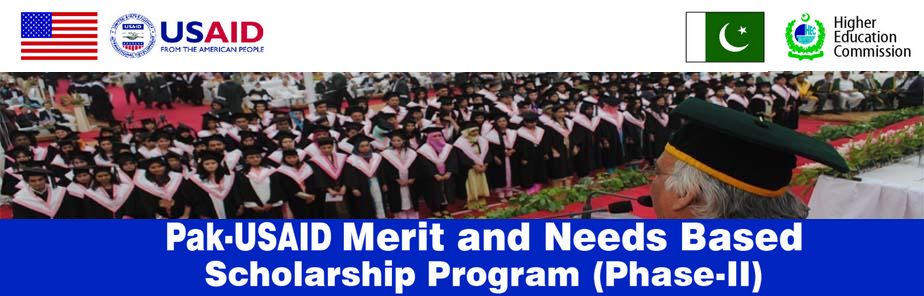 USAID
FROM THE AMERICAN PEOPLE
Higher
Education
Commission
Pak-USAID Merit and Needs Based
Scholarship Program (Phase-II)